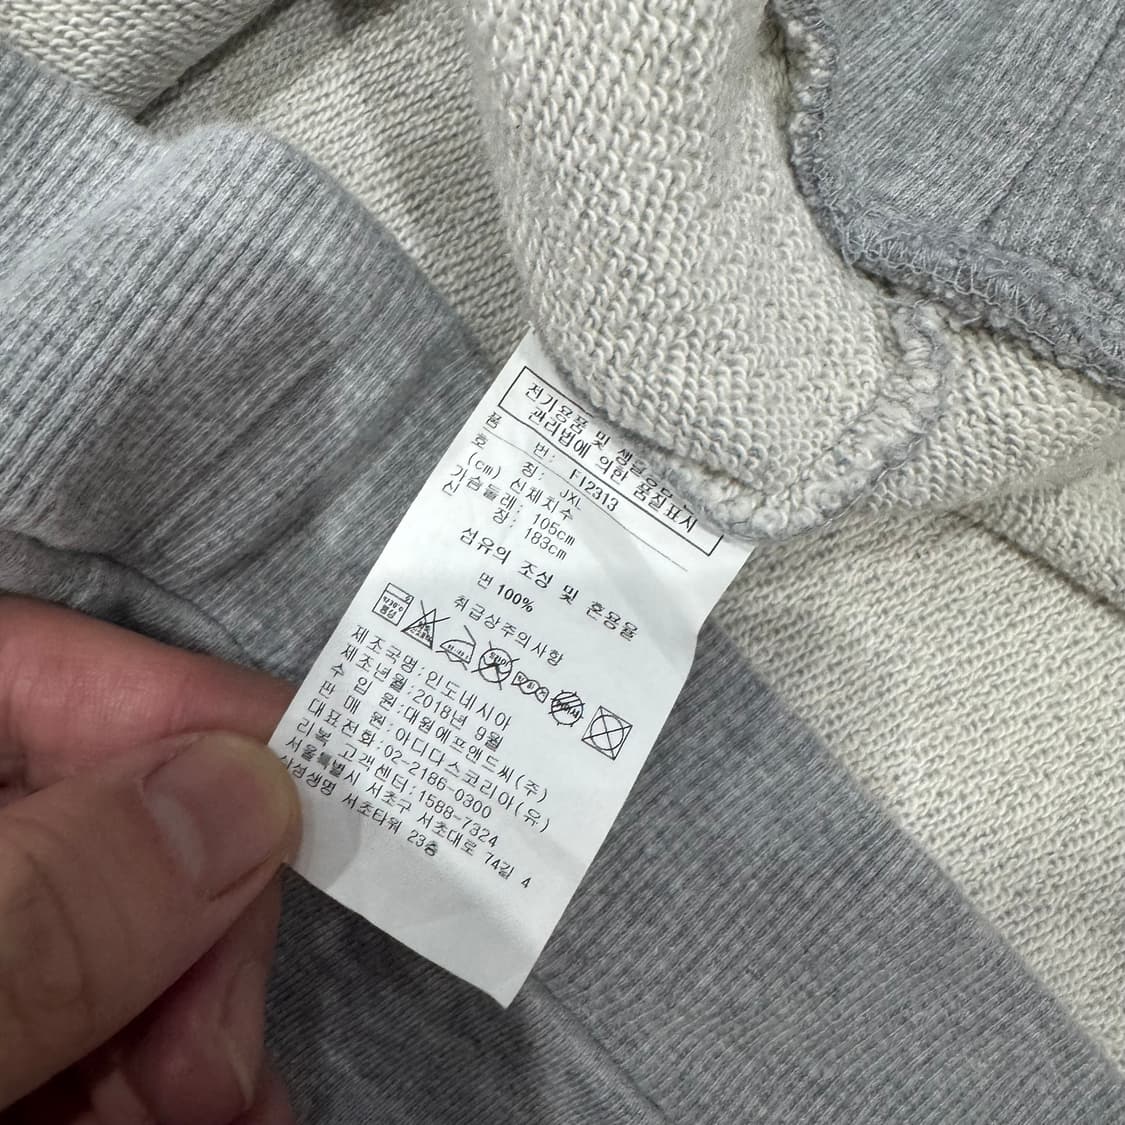 전기용품 및 생활용품
관리법에 의한 품질표시
품 번: FI2313
호 칭: JXL
(cm) 신체치수
가슴둘레: 105cm
신 장: 183cm
섬유의 조성 및 혼용율
면 100%
취급상주의사항
제조국명:인도네시아
제조년월:2018년 9월
수 입 원:대원에프앤드씨(주)
판 매 원:아디다스코리아(유)
대표전화:02-2186-0300
리복 고객센터:1588-7324
서울특별시 서초구 서초대로 74길 4
삼성생명 서초타워 23층